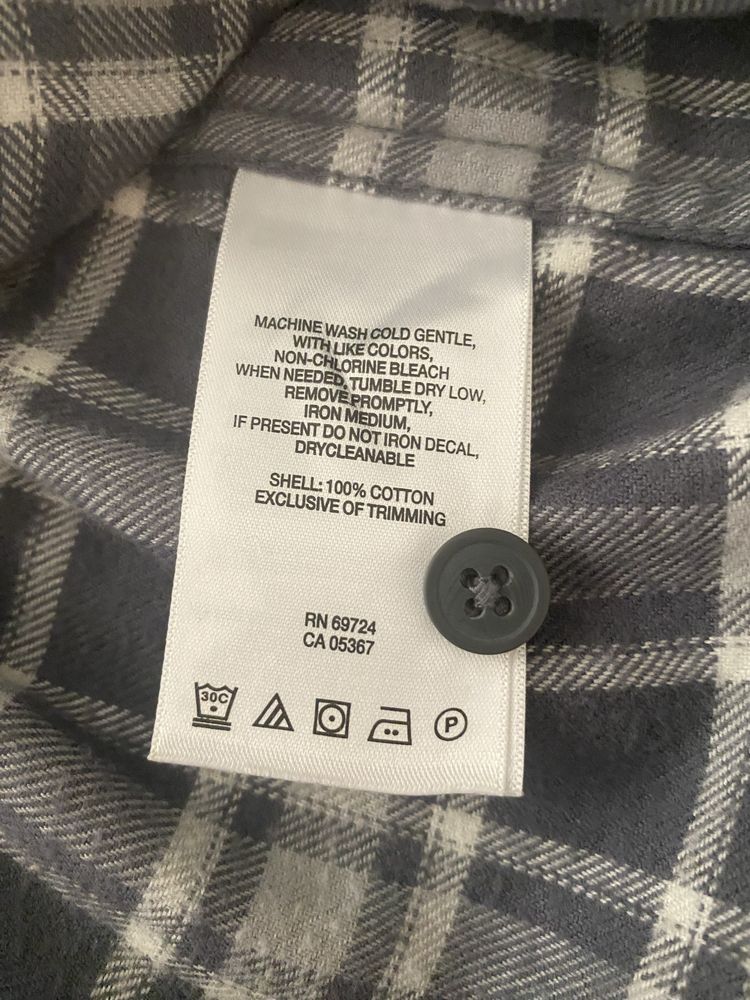 MACHINE WASH COLD GENTLE,
WITH LIKE COLORS,
NON-CHLORINE BLEACH
WHEN NEEDED, TUMBLE DRY LOW,
REMOVE PROMPTLY,
IRON MEDIUM,
IF PRESENT DO NOT IRON DECAL,
DRYCLEANABLE
SHELL: 100% COTTON
EXCLUSIVE OF TRIMMING
RN 69724
CA 05367
30C
P